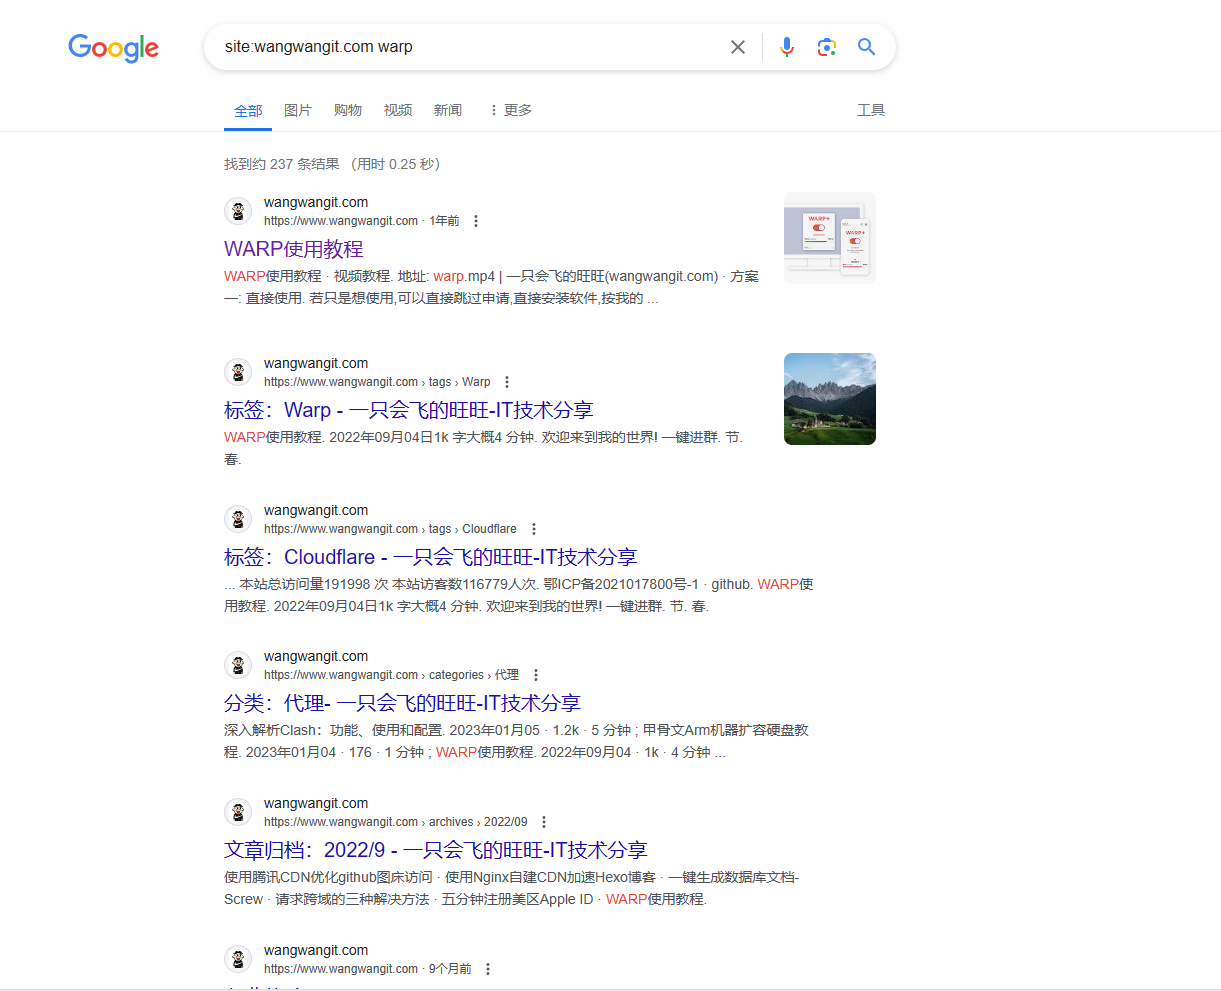 Google
site:wangwangit.com warp
全部 图片 购物 视频 新闻 更多 工具
找到约 237 条结果 （用时 0.25 秒）
wangwangit.com
https://www.wangwangit.com · 1年前
WARP使用教程
WARP使用教程 · 视频教程. 地址: warp.mp4 | 一只会飞的旺旺(wangwangit.com) · 方案
一: 直接使用. 若只是想使用,可以直接跳过申请,直接安装软件,按我的 ...
WARP+
WARP+
wangwangit.com
https://www.wangwangit.com › tags › Warp
标签：Warp - 一只会飞的旺旺-IT技术分享
WARP使用教程. 2022年09月04日1k 字大概4 分钟. 欢迎来到我的世界! 一键进群. 节.
春.
wangwangit.com
https://www.wangwangit.com › tags › Cloudflare
标签：Cloudflare - 一只会飞的旺旺-IT技术分享
... 本站总访问量191998 次 本站访客数116779人次. 鄂ICP备2021017800号-1 · github. WARP使
用教程. 2022年09月04日1k 字大概4 分钟. 欢迎来到我的世界! 一键进群. 节. 春.
wangwangit.com
https://www.wangwangit.com › categories › 代理
分类：代理- 一只会飞的旺旺-IT技术分享
深入解析Clash：功能、使用和配置. 2023年01月05 · 1.2k · 5 分钟 ; 甲骨文Arm机器扩容硬盘教
程. 2023年01月04 · 176 · 1 分钟 ; WARP使用教程. 2022年09月04 · 1k · 4 分钟 ...
wangwangit.com
https://www.wangwangit.com › archives › 2022/09
文章归档：2022/9 - 一只会飞的旺旺-IT技术分享
使用腾讯CDN优化github图床访问 · 使用Nginx自建CDN加速Hexo博客 · 一键生成数据库文档-
Screw · 请求跨域的三种解决方法 · 五分钟注册美区Apple ID · WARP使用教程.
wangwangit.com
https://www.wangwangit.com · 9个月前